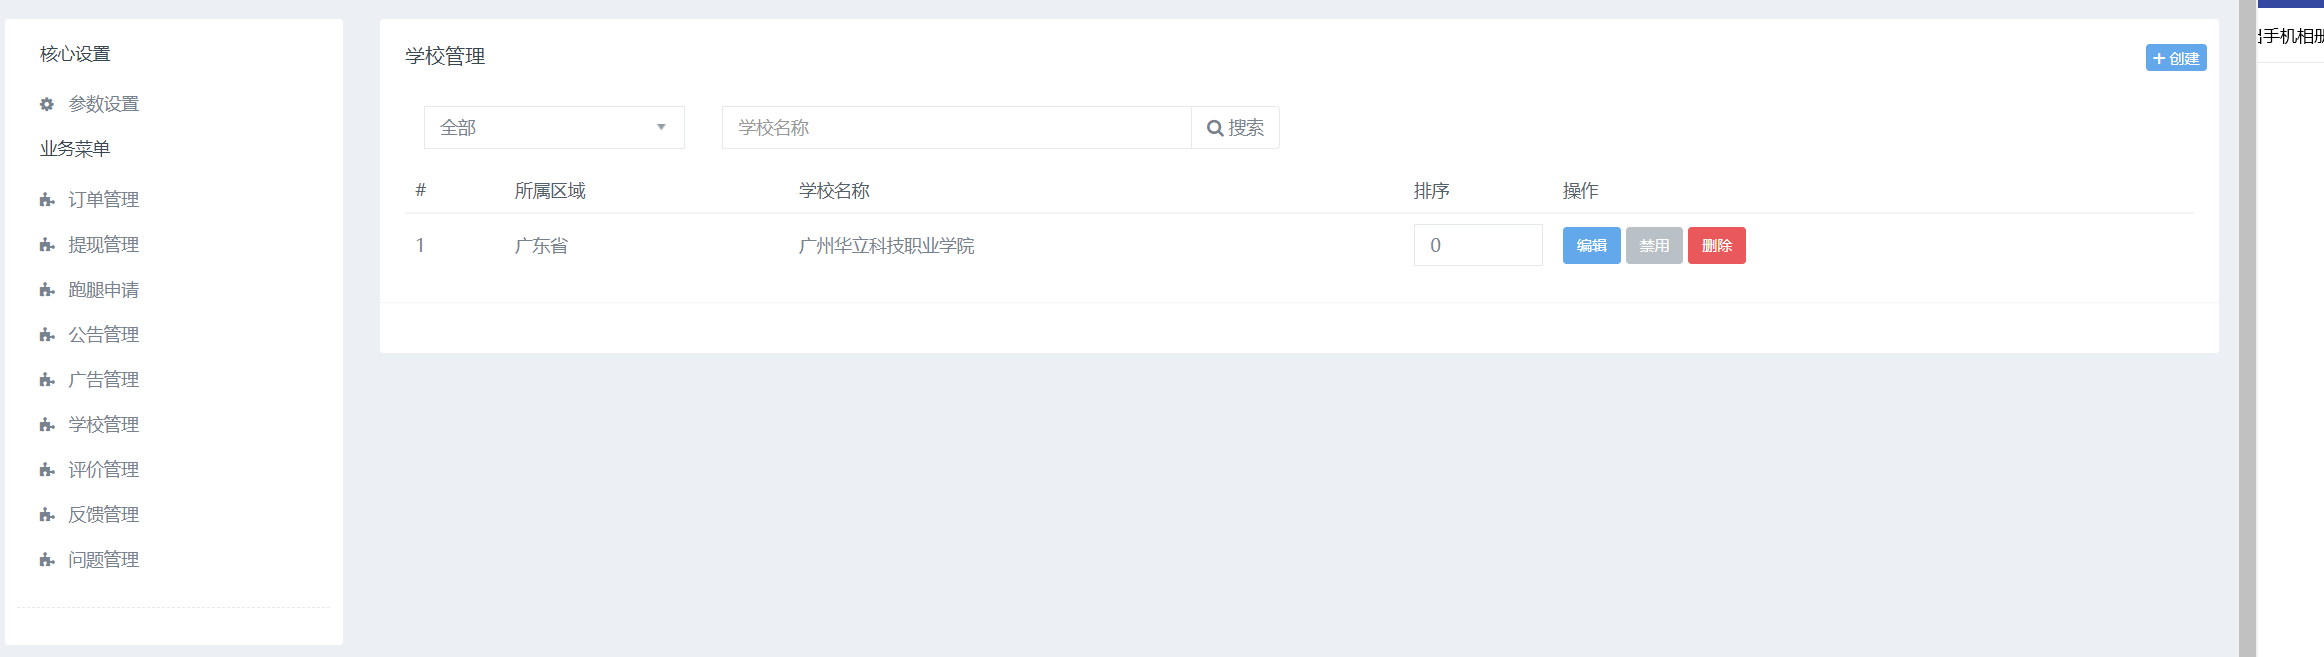 核心设置
参数设置
业务菜单
订单管理
提现管理
跑腿申请
公告管理
广告管理
学校管理
评价管理
反馈管理
问题管理
学校管理
+ 创建
全部 学校名称 搜索
# 所属区域 学校名称 排序 操作
1 广东省 广州华立科技职业学院 0 编辑 禁用 删除
手机相册